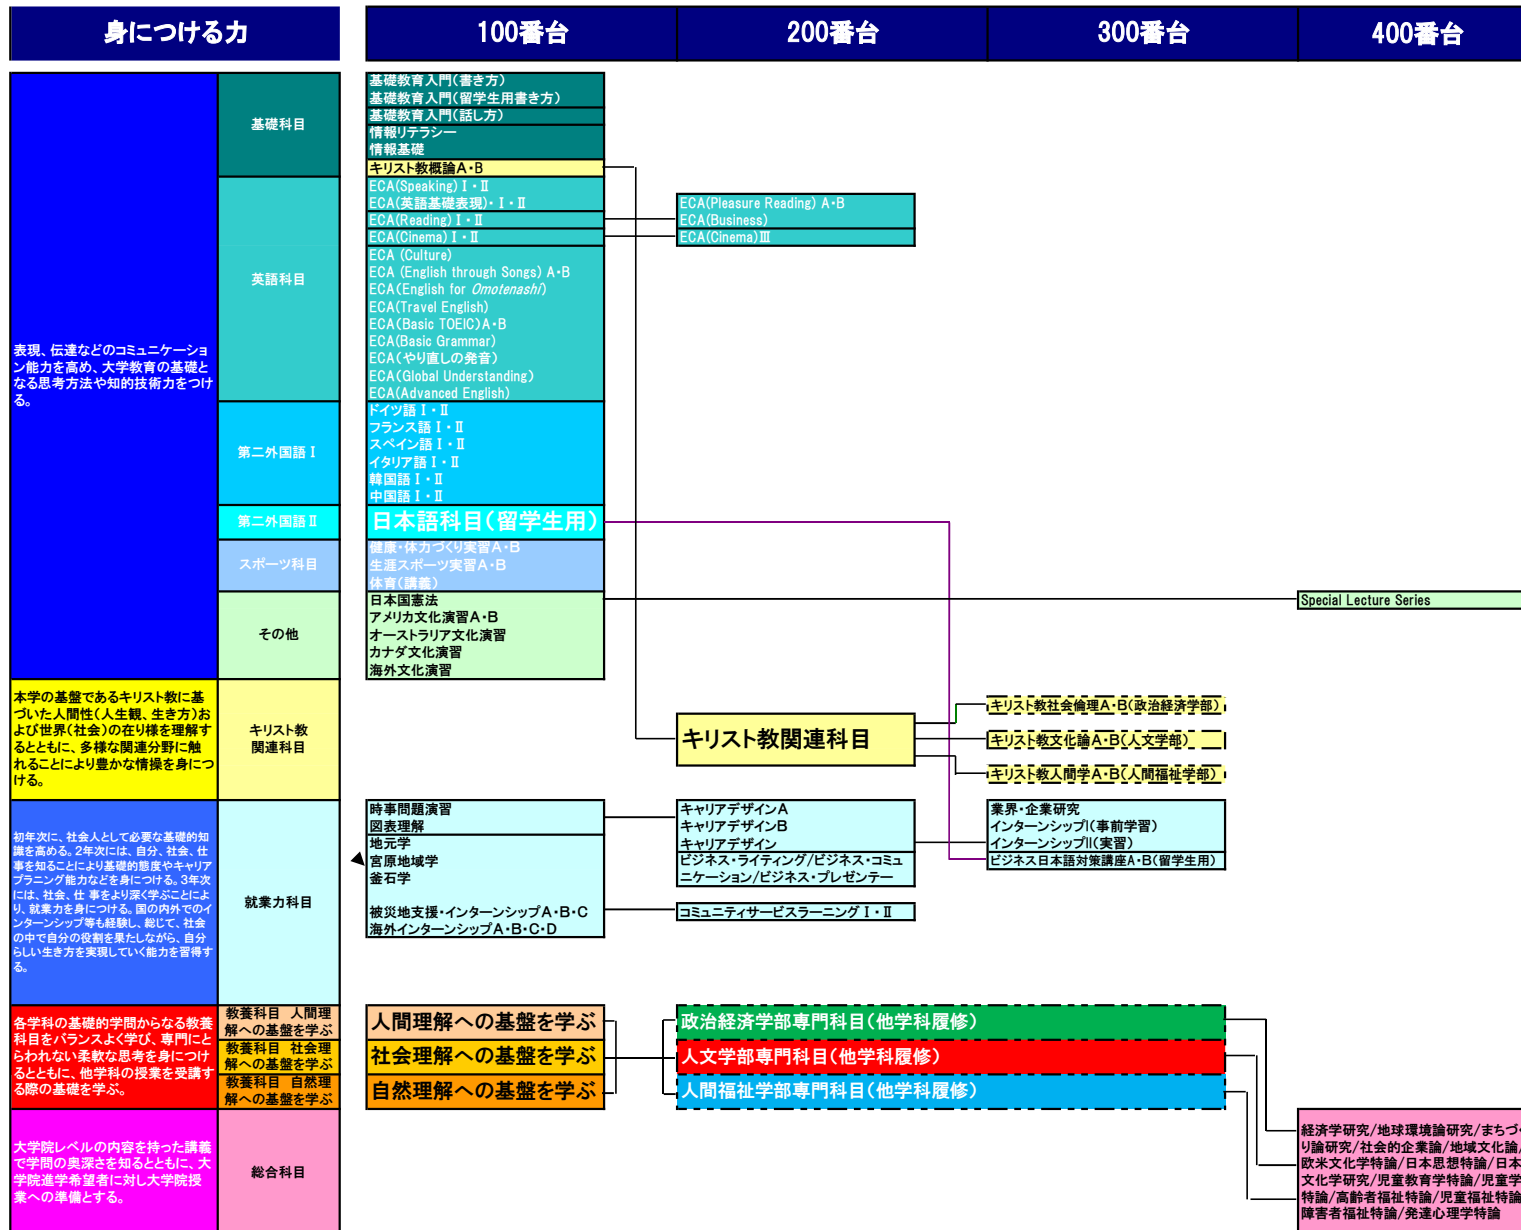 身につける力
100番台
200番台
300番台
400番台
表現、伝達などのコミュニケーショ
ン能力を高め、大学教育の基礎と
なる思考方法や知的技術力をつけ
る。
基礎科目
基礎教育入門(書き方)
基礎教育入門(留学生用書き方)
基礎教育入門(話し方)
情報リテラシー
情報基礎
キリスト教概論A・B
英語科目
ECA(Speaking)Ⅰ・Ⅱ
ECA(英語基礎表現)・Ⅰ・Ⅱ
ECA(Reading)Ⅰ・Ⅱ
ECA(Cinema)Ⅰ・Ⅱ
ECA (Culture)
ECA (English through Songs) A・B
ECA(English for Omotenashi)
ECA(Travel English)
ECA(Basic TOEIC)A・B
ECA(Basic Grammar)
ECA(やり直しの発音)
ECA(Global Understanding)
ECA(Advanced English)
ECA(Pleasure Reading) A・B
ECA(Business)
ECA(Cinema)Ⅲ
第二外国語Ⅰ
ドイツ語Ⅰ・Ⅱ
フランス語Ⅰ・Ⅱ
スペイン語Ⅰ・Ⅱ
イタリア語Ⅰ・Ⅱ
韓国語Ⅰ・Ⅱ
中国語Ⅰ・Ⅱ
第二外国語Ⅱ
日本語科目(留学生用)
スポーツ科目
健康・体力づくり実習A・B
生涯スポーツ実習A・B
体育(講義)
その他
日本国憲法
アメリカ文化演習A・B
オーストラリア文化演習
カナダ文化演習
海外文化演習
Special Lecture Series
本学の基盤であるキリスト教に基
づいた人間性(人生観、生き方)お
よび世界(社会)の在り様を理解す
るとともに、多様な関連分野に触
れることにより豊かな情操を身につ
ける。
キリスト教
関連科目
キリスト教関連科目
キリスト教社会倫理A・B(政治経済学部)
キリスト教文化論A・B(人文学部)
キリスト教人間学A・B(人間福祉学部)
初年次に、社会人として必要な基礎的知
識を高める。2年次には、自分、社会、仕
事を知ることにより基礎的態度やキャリア
プラニング能力などを身につける。3年次
には、社会、仕 事をより深く学ぶことによ
り、就業力を身につける。国の内外でのイ
ンターンシップ等も経験し、総じて、社会
の中で自分の役割を果たしながら、自分
らしい生き方を実現していく能力を習得す
る。
就業力科目
時事問題演習
図表理解
地元学
宮原地域学
釜石学
被災地支援・インターンシップA・B・C
海外インターンシップA・B・C・D
キャリアデザインA
キャリアデザインB
キャリアデザイン
ビジネス・ライティング/ビジネス・コミュ
ニケーション/ビジネス・プレゼンテー
コミュニティサービスラーニングⅠ・Ⅱ
業界・企業研究
インターンシップⅠ(事前学習)
インターンシップⅡ(実習)
ビジネス日本語対策講座A・B(留学生用)
各学科の基礎的学問からなる教養
科目をバランスよく学び、専門にと
らわれない柔軟な思考を身につけ
るとともに、他学科の授業を受講す
る際の基礎を学ぶ。
教養科目 人間理
解への基盤を学ぶ
教養科目 社会理
解への基盤を学ぶ
教養科目 自然理
解への基盤を学ぶ
人間理解への基盤を学ぶ
社会理解への基盤を学ぶ
自然理解への基盤を学ぶ
政治経済学部専門科目(他学科履修)
人文学部専門科目(他学科履修)
人間福祉学部専門科目(他学科履修)
大学院レベルの内容を持った講義
で学問の奥深さを知るとともに、大
学院進学希望者に対し大学院授
業への準備とする。
総合科目
経済学研究/地球環境論研究/まちづ
り論研究/社会的企業論/地域文化論/
欧米文化学特論/日本思想特論/日本
文化学研究/児童教育学特論/児童学
特論/高齢者福祉特論/児童福祉特論
障害者福祉特論/発達心理学特論